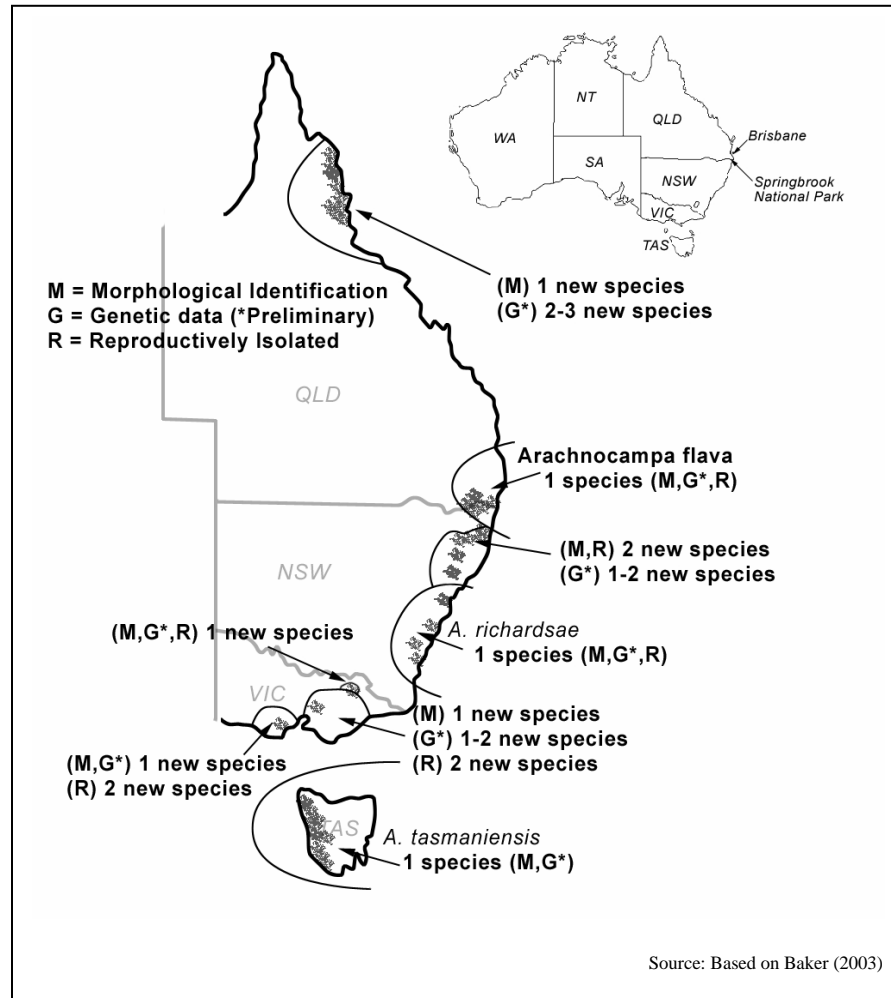 WA
NT
QLD
SA
NSW
VIC
TAS
Brisbane
Springbrook
National Park
(M) 1 new species
(G*) 2-3 new species
M = Morphological Identification
G = Genetic data (*Preliminary)
R = Reproductively Isolated
QLD
Arachnocampa flava
1 species (M,G*,R)
(M,R) 2 new species
(G*) 1-2 new species
NSW
A. richardsae
1 species (M,G*,R)
(M,G*,R) 1 new species
VIC
(M) 1 new species
(G*) 1-2 new species
(R) 2 new species
(M,G*) 1 new species
(R) 2 new species
TAS
A. tasmaniensis
1 species (M,G*)
Source: Based on Baker (2003)